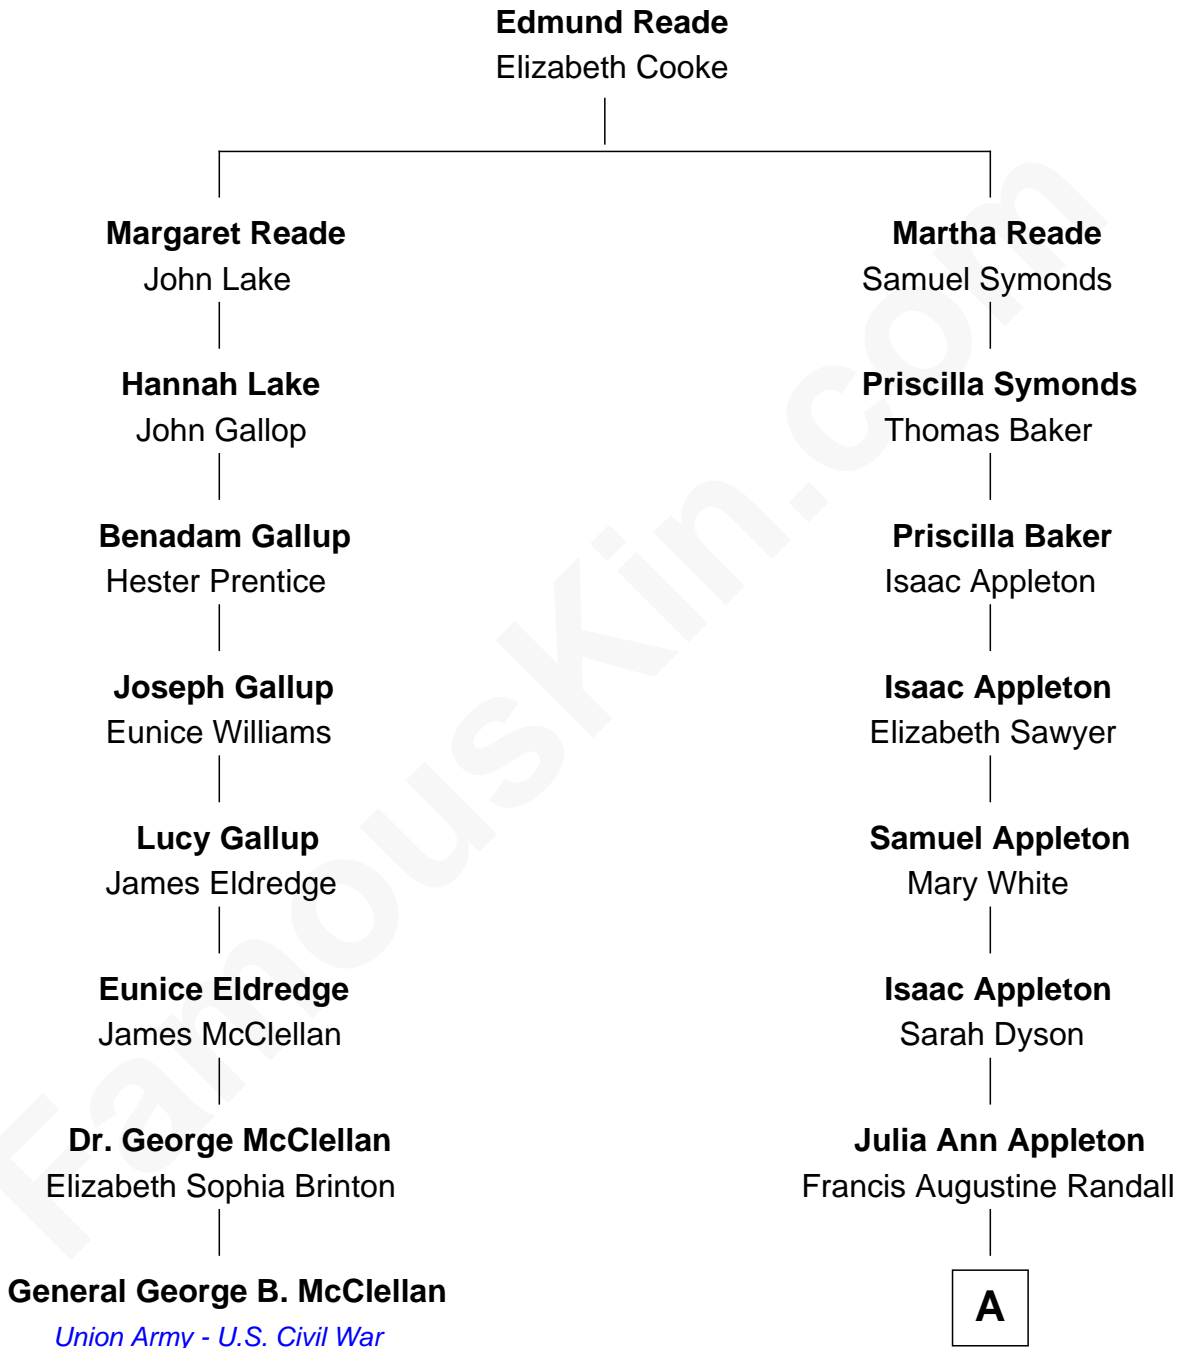 Edmund Reade
Elizabeth Cooke
Margaret Reade
John Lake
Hannah Lake
John Gallop
Benadam Gallup
Hester Prentice
Joseph Gallup
Eunice Williams
Lucy Gallup
James Eldredge
Eunice Eldredge
James McClellan
Dr. George McClellan
Elizabeth Sophia Brinton
General George B. McClellan
Union Army - U.S. Civil War
Martha Reade
Samuel Symonds
Priscilla Symonds
Thomas Baker
Priscilla Baker
Isaac Appleton
Isaac Appleton
Elizabeth Sawyer
Samuel Appleton
Mary White
Isaac Appleton
Sarah Dyson
Julia Ann Appleton
Francis Augustine Randall
A
FamousKin.com